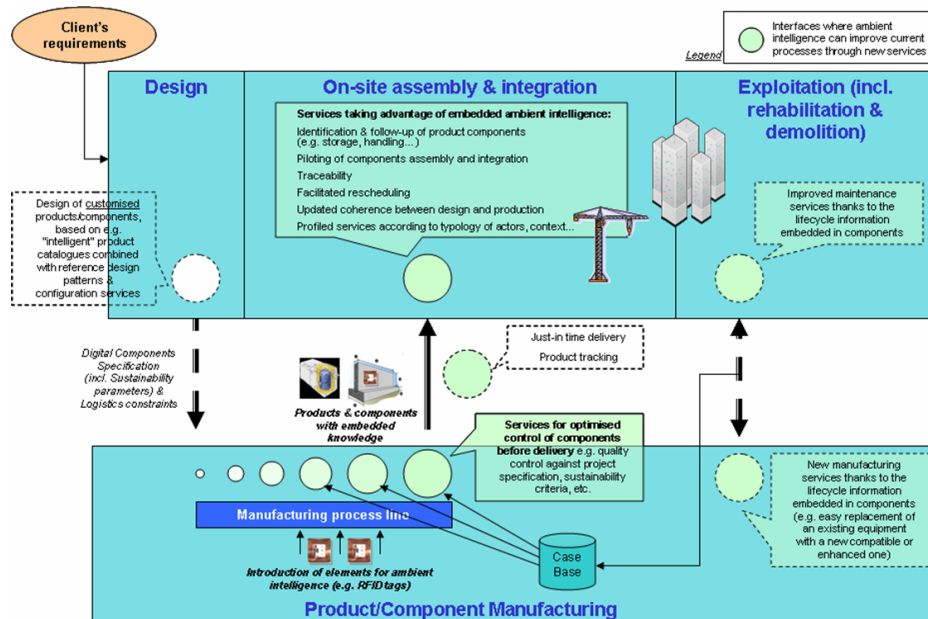 Client's
requirements
Interfaces where ambient
intelligence can improve current
processes through new services
Legend
Design
On-site assembly & integration
Exploitation (incl.
rehabilitation &
demolition)
Services taking advantage of embedded ambient intelligence:
Identification & follow-up of product components
(e.g. storage, handling...)
Piloting of components assembly and integration
Traceability
Facilitated rescheduling
Updated coherence between design and production
Profiled services according to typology of actors, context...
Design of customised
products/components,
based on e.g.
"intelligent" product
catalogues combined
with reference design
patterns &
configuration services
Improved maintenance
services thanks to the
lifecycle information
embedded in components
Digital Components
Specification
(incl. Sustainability
parameters) &
Logistics constraints
Just-in time delivery
Product tracking
Products & components
with embedded
knowledge
Services for optimised
control of components
before delivery e.g. quality
control against project
specification, sustainability
criteria, etc.
New manufacturing
services thanks to the
lifecycle information
embedded in components
(e.g. easy replacement of
an existing equipment
with a new compatible or
enhanced one)
Manufacturing process line
Case
Base
Introduction of elements for ambient
intelligence (e.g. RFIDtags)
Product/Component Manufacturing